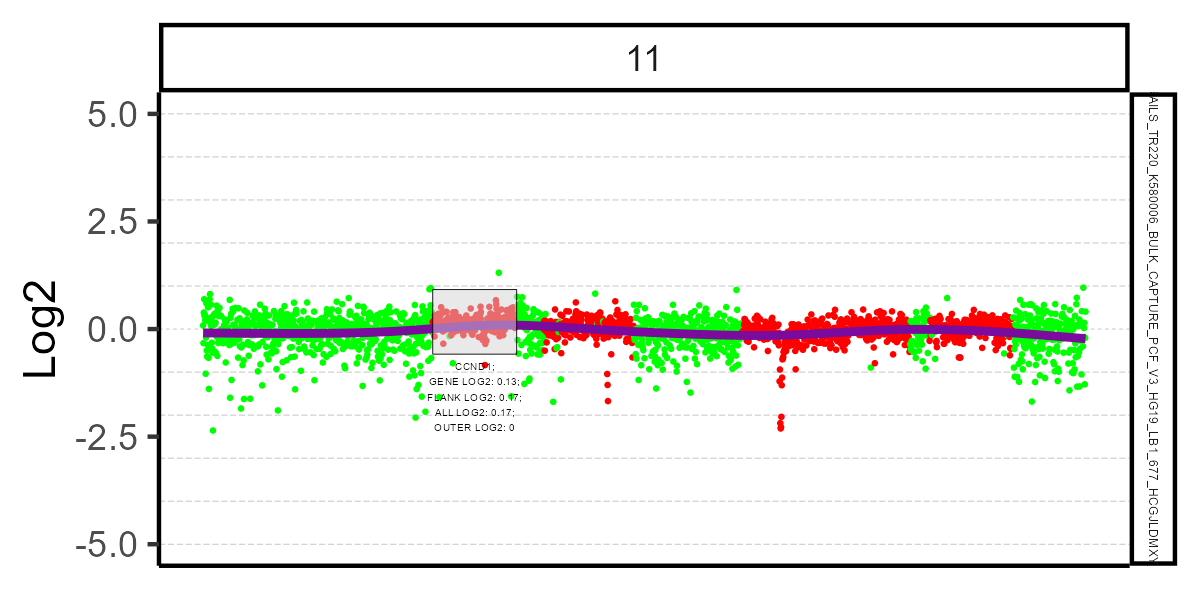 11
5.0
2.5
0.0
-2.5
-5.0
Log2
CCND1;
GENE LOG2: 0.13;
FLANK LOG2: 0.17;
ALL LOG2: 0.17;
OUTER LOG2: 0
AILS_TR220_K580006_BULK_CAPTURE_PCF_V3_HG19_LB1_677_HCGJLDMXY